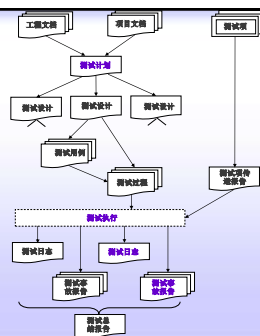 工程文档
项目文档
测试项
测试计划
测试设计
测试设计
测试设计
测试用例
测试过程
测试项传
递报告
测试执行
测试日志
测试日志
测试事
故报告
测试事
故报告
测试总
结报告